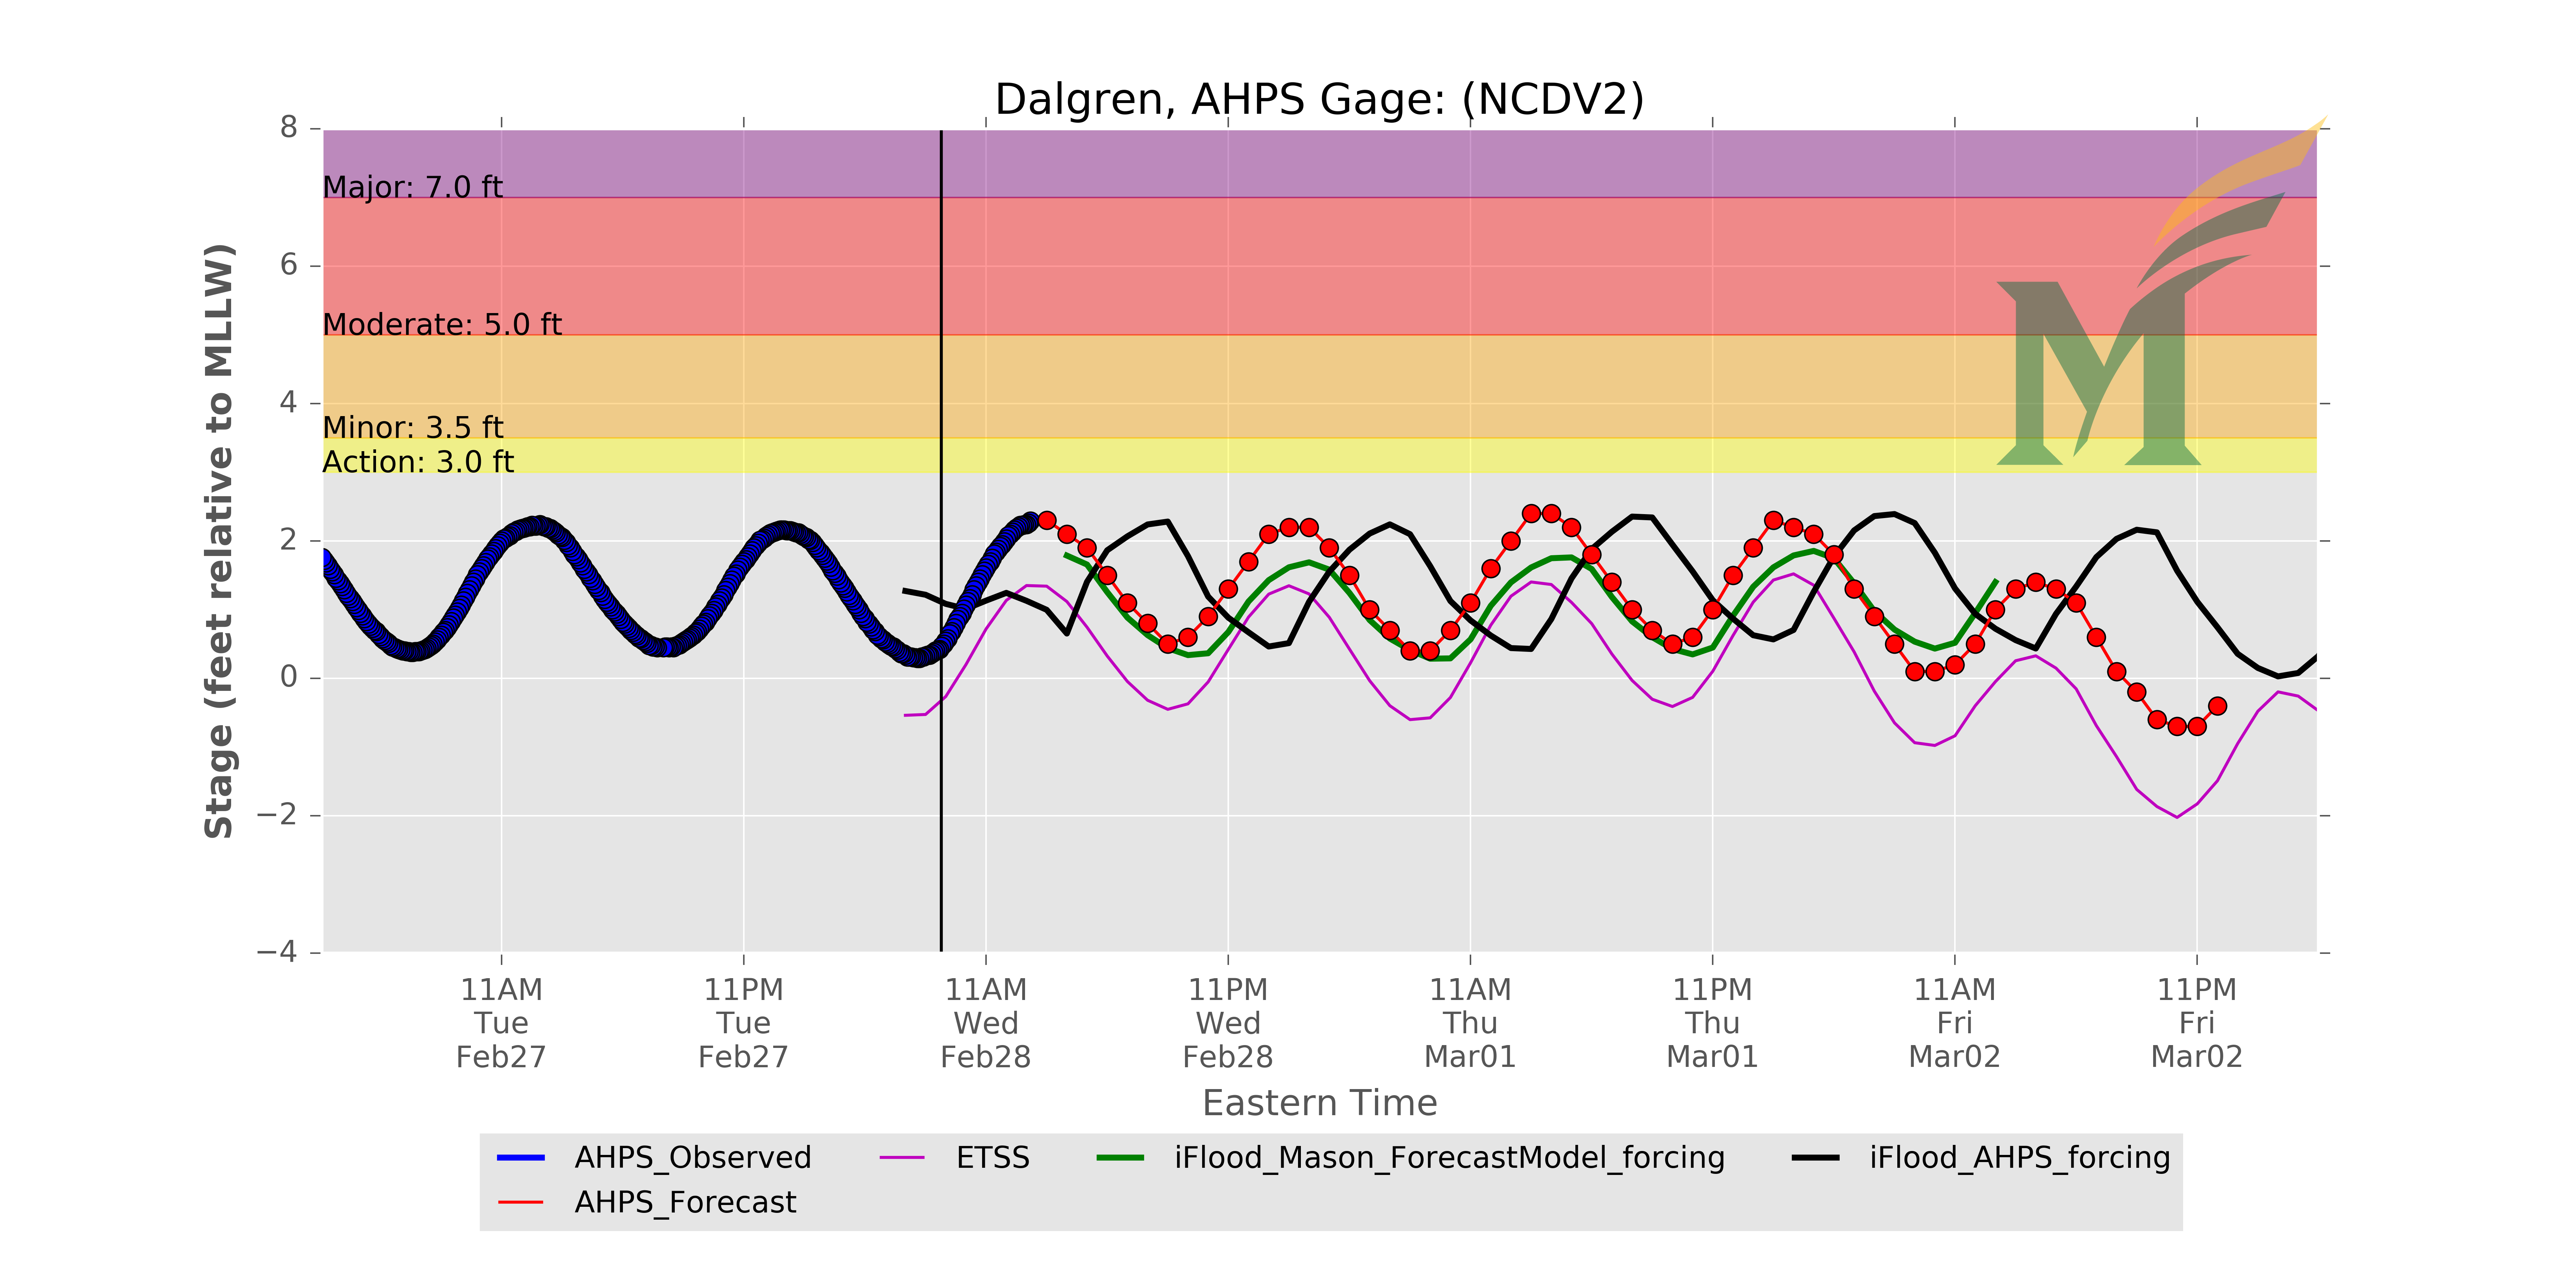 Dalgren, AHPS Gage: (NCDV2)
8
6
4
2
0
−2
−4
Stage (feet relative to MLLW)
Major: 7.0 ft
Moderate: 5.0 ft
Minor: 3.5 ft
Action: 3.0 ft
M
11AM Tue Feb27
11PM Tue Feb27
11AM Wed Feb28
11PM Wed Feb28
11AM Thu Mar01
11PM Thu Mar01
11AM Fri Mar02
11PM Fri Mar02
Eastern Time
AHPS_Observed
AHPS_Forecast
ETSS
iFlood_Mason_ForecastModel_forcing
iFlood_AHPS_forcing